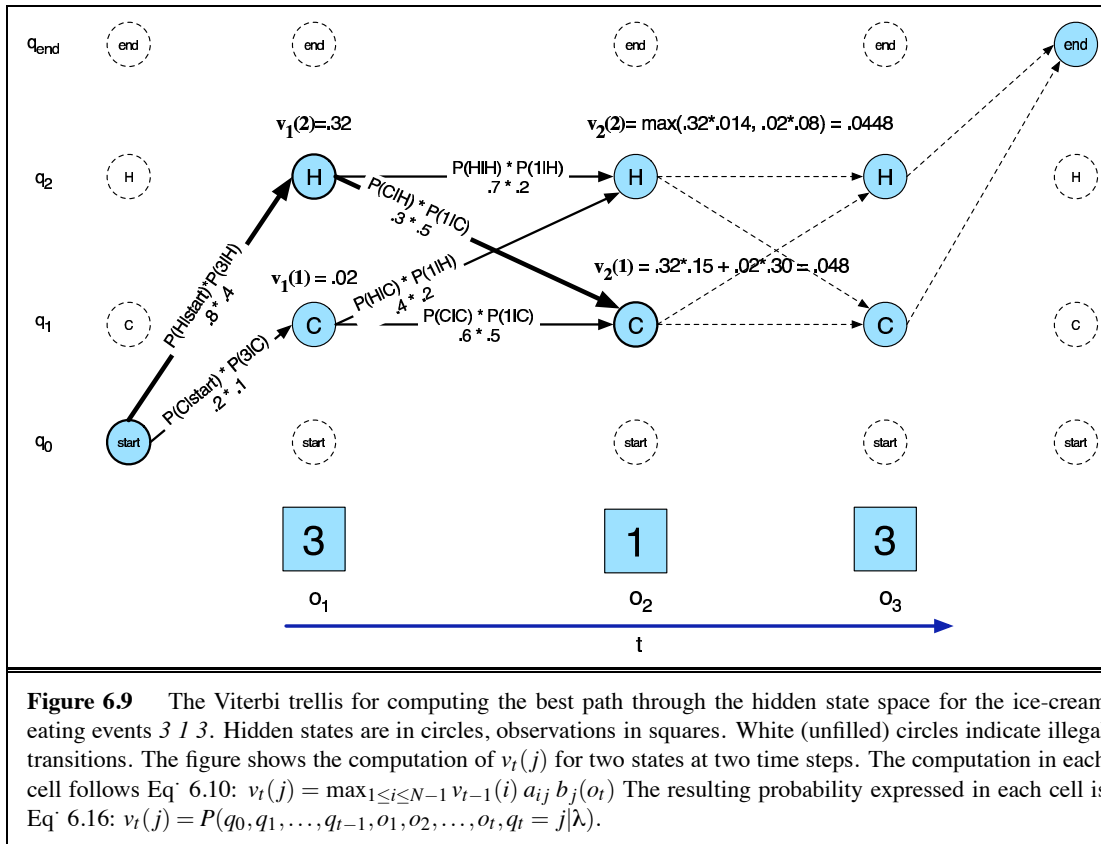 q_end end end end end end
v₁(2)=.32 v₂(2)= max(.32*.014, .02*.08) = .0448
q₂ H H P(H|H) * P(1|H) H H H
.7 * .2
P(C|H) * P(1|C)
.3 * .5
P(H|start)*P(3|H)
.8 * .4
v₁(1) = .02 v₂(1) = .32*.15 + .02*.30 = .048
P(H|C) * P(1|H)
.4 * .2
q₁ C C P(C|C) * P(1|C) C C C
.6 * .5
P(C|start) * P(3|C)
.2 * .1
q₀ start start start start start
3 1 3
o₁ o₂ o₃
t
Figure 6.9 The Viterbi trellis for computing the best path through the hidden state space for the ice-cream
eating events 3 1 3. Hidden states are in circles, observations in squares. White (unfilled) circles indicate illega
transitions. The figure shows the computation of vₜ(j) for two states at two time steps. The computation in each
cell follows Eq˙ 6.10: vₜ(j) = max₁≤i≤N−1 vₜ₋₁(i) aᵢⱼ bⱼ(oₜ) The resulting probability expressed in each cell is
Eq˙ 6.16: vₜ(j) = P(q₀, q₁, . . . , qₜ₋₁, o₁, o₂, . . . , oₜ, qₜ = j|λ).